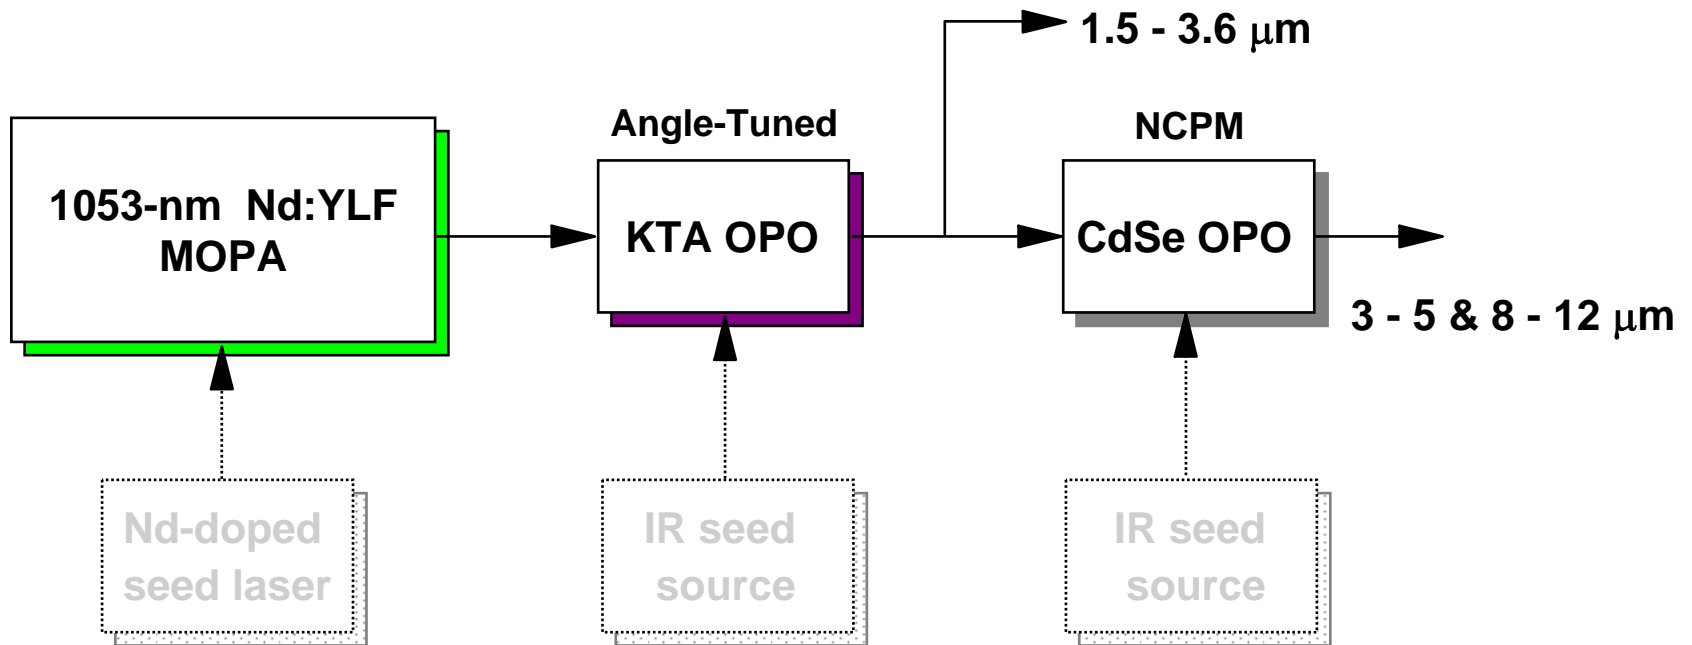 1.5 - 3.6 μm
Angle-Tuned
NCPM
1053-nm Nd:YLF
MOPA
KTA OPO
CdSe OPO
3 - 5 & 8 - 12 μm
Nd-doped
seed laser
IR seed
source
IR seed
source